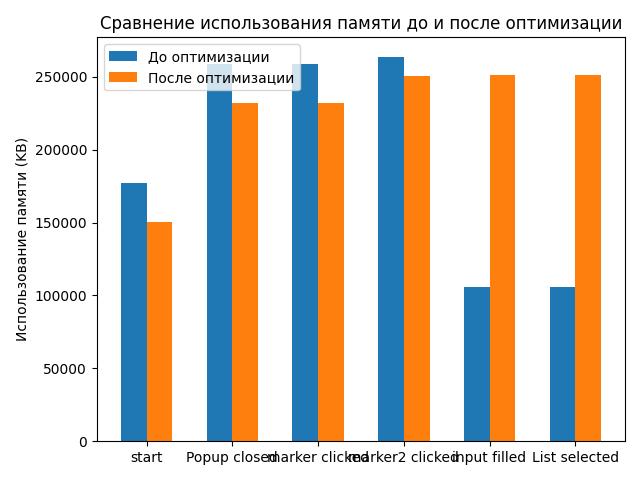 Сравнение использования памяти до и после оптимизации
До оптимизации
После оптимизации
Использование памяти (KB)
250000
200000
150000
100000
50000
0
start
Popup closed
marker clicked
marker2 clicked
input filled
List selected